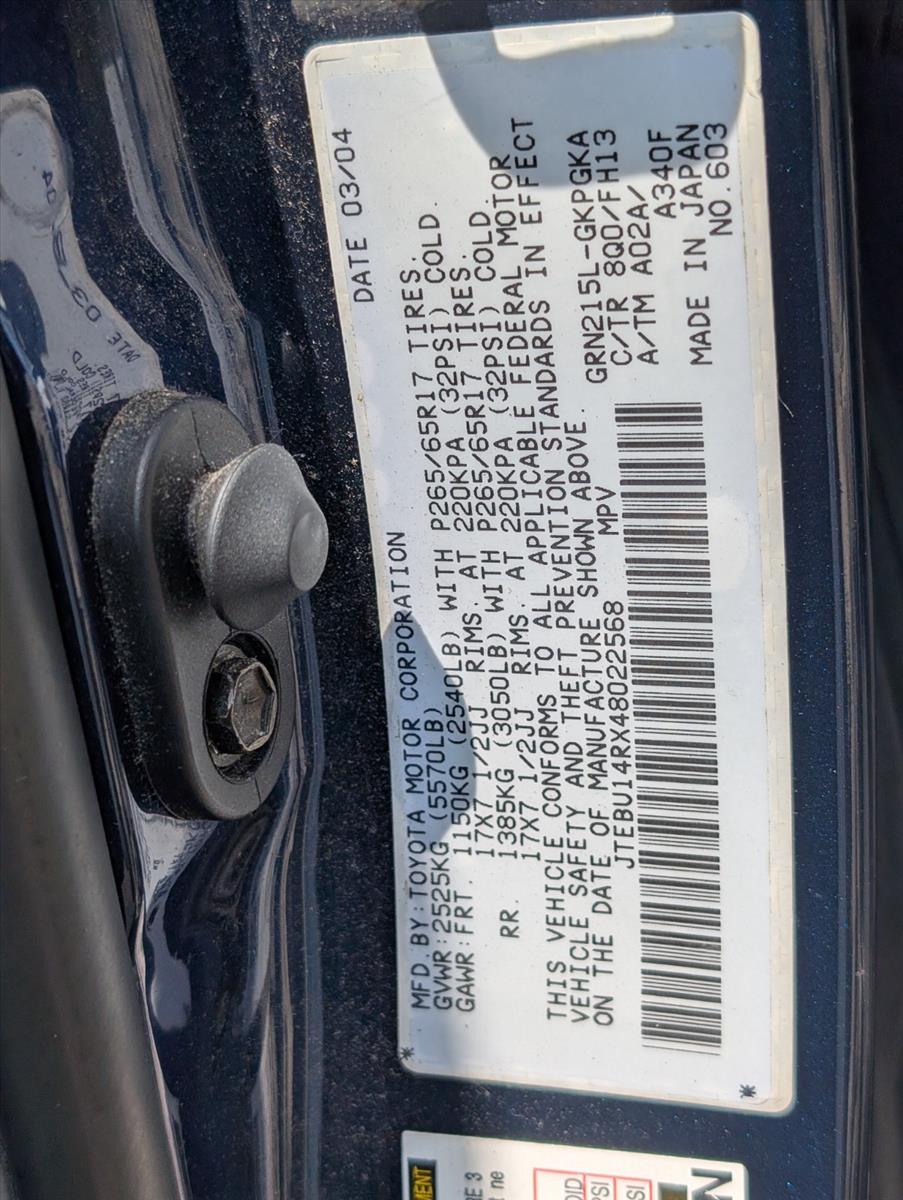 MFD.BY:TOYOTA MOTOR CORPORATION DATE 03/04
GVWR:2525KG (5570LB)
GAWR:FRT. 1150KG (2540LB) WITH P265/65R17 TIRES.
17X7 1/2JJ RIMS. AT 220KPA (32PSI) COLD.
RR. 1385KG (3050LB) WITH P265/65R17 TIRES.
17X7 1/2JJ RIMS. AT 220KPA (32PSI) COLD.
THIS VEHICLE CONFORMS TO ALL APPLICABLE FEDERAL MOTOR
VEHICLE SAFETY AND THEFT PREVENTION STANDARDS IN EFFECT
ON THE DATE OF MANUFACTURE SHOWN ABOVE.
JTEBU14RX48022568 MPV
GRN215L-GKPGKA
C/TR 8Q0/FH13
A/TM A02A/
A340F
MADE IN JAPAN
NO.603